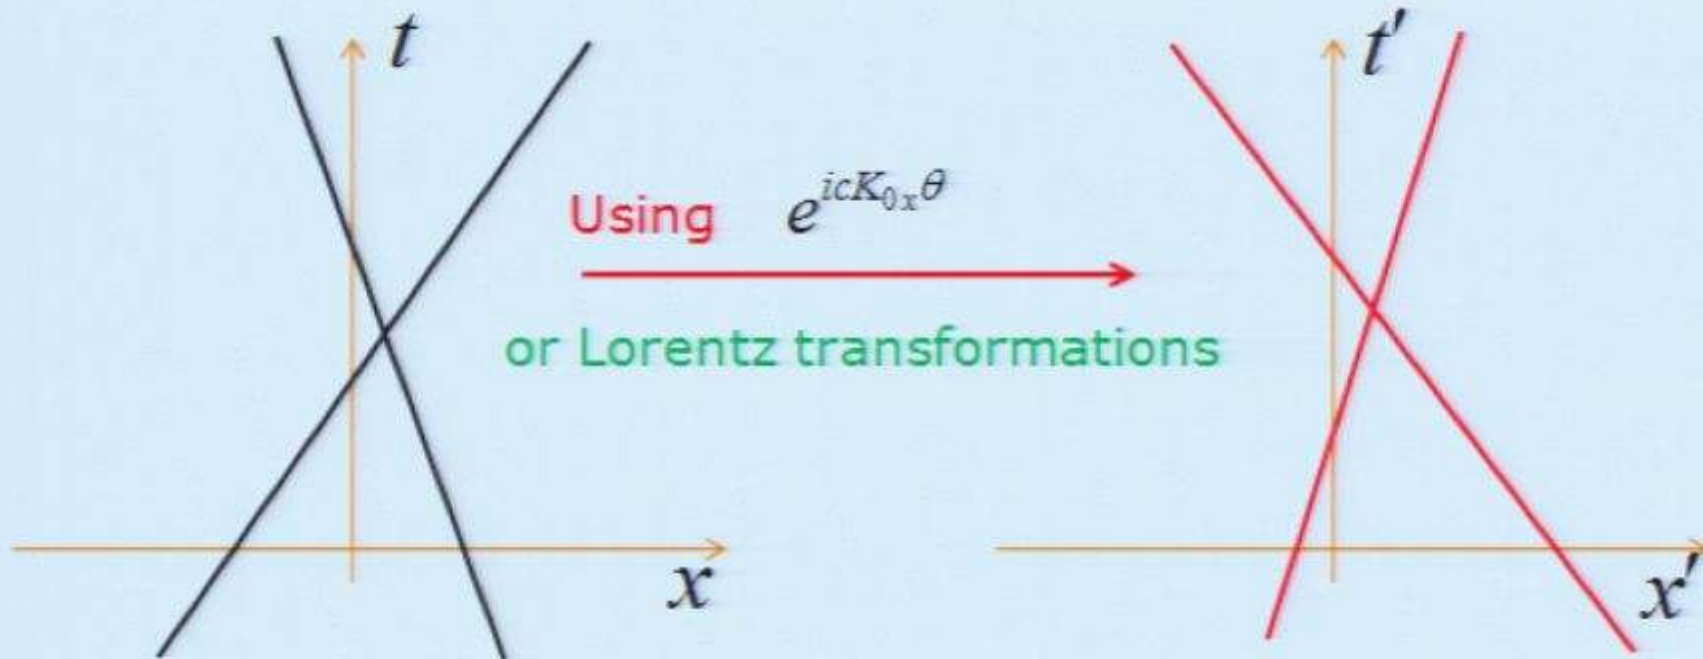 t
t'
Using e^{icK_{0x}θ}
or Lorentz transformations
x
x'